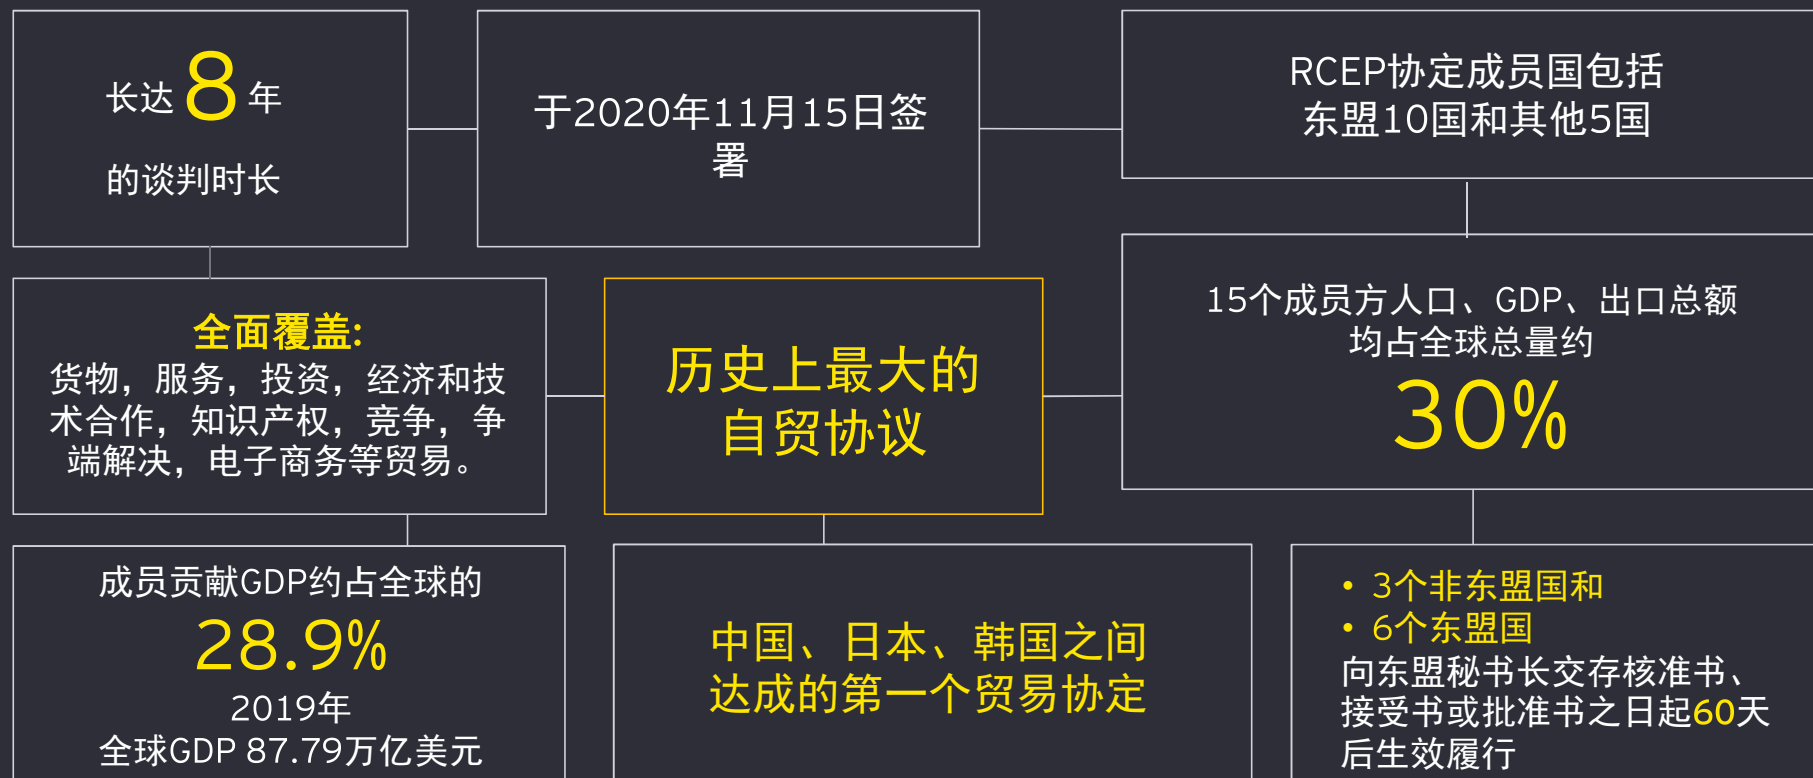 长达8年
的谈判时长
于2020年11月15日签
署
RCEP协定成员国包括
东盟10国和其他5国
全面覆盖:
货物，服务，投资，经济和技
术合作，知识产权，竞争，争
端解决，电子商务等贸易。
历史上最大的
自贸协议
15个成员方人口、GDP、出口总额
均占全球总量约
30%
成员贡献GDP约占全球的
28.9%
2019年
全球GDP 87.79万亿美元
中国、日本、韩国之间
达成的第一个贸易协定
• 3个非东盟国和
• 6个东盟国
向东盟秘书长交存核准书、
接受书或批准书之日起60天
后生效履行